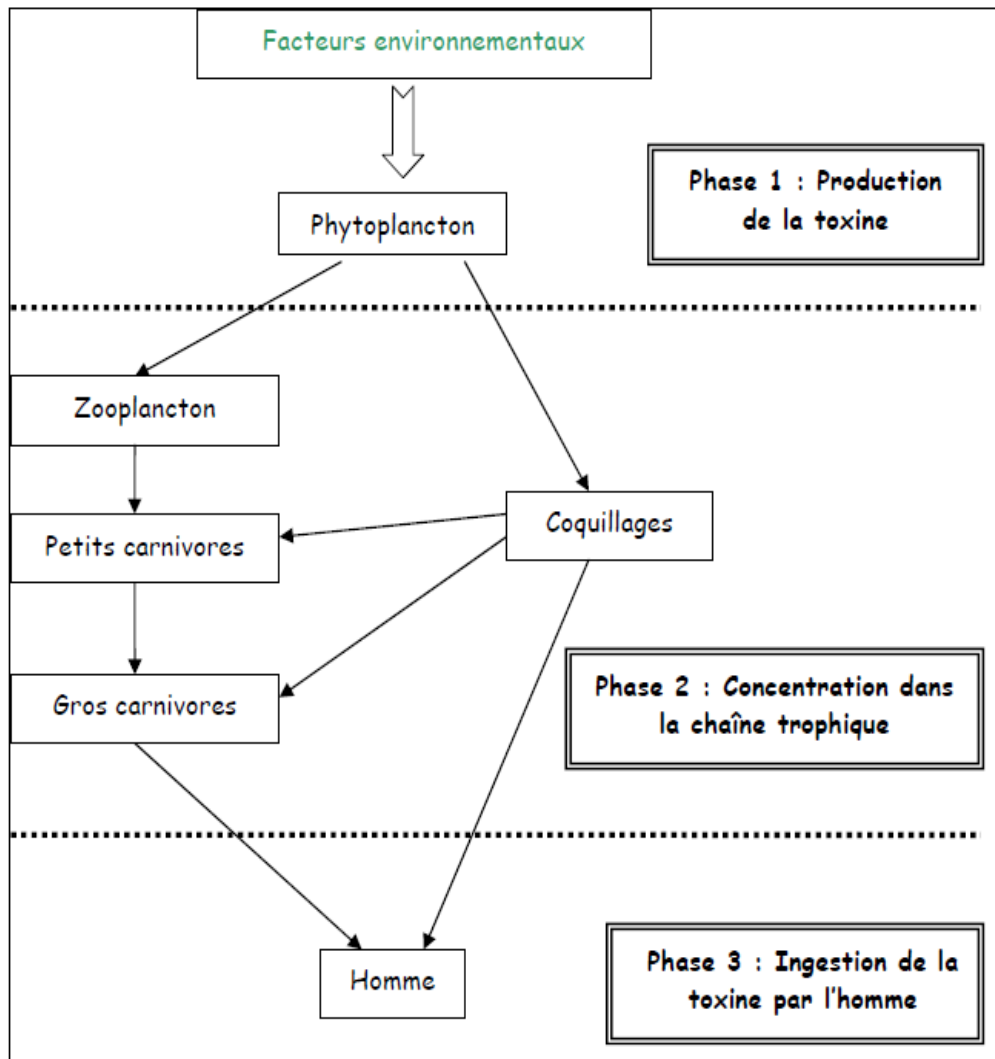 Facteurs environnementaux
Phase 1 : Production
de la toxine
Phytoplancton
Zooplancton
Coquillages
Petits carnivores
Phase 2 : Concentration dans
la chaîne trophique
Gros carnivores
Phase 3 : Ingestion de la
toxine par l'homme
Homme